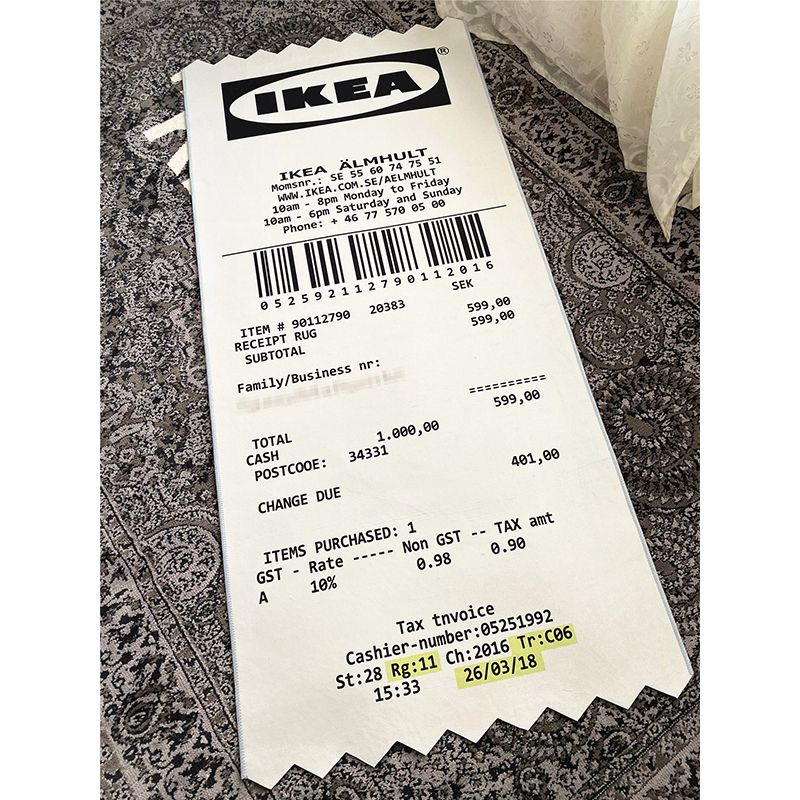 IKEA®
IKEA ÄLMHULT
Momsnr.: SE 55 60 74 75 51
WWW.IKEA.COM.SE/AELMHULT
10am - 8pm Monday to Friday
10am - 6pm Saturday and Sunday
Phone: + 46 77 570 05 00
0525921127901 12016
SEK
ITEM # 90112790 20383 599,00
RECEIPT RUG 599,00
SUBTOTAL
Family/Business nr:
==========
599,00
TOTAL
CASH 1.000,00
POSTCOOE: 34331
401,00
CHANGE DUE
ITEMS PURCHASED: 1
GST - Rate ----- Non GST -- TAX amt
A 10% 0.98 0.90
Tax tnvoice
Cashier-number:05251992
St:28 Rg:11 Ch:2016 Tr:C06
15:33 26/03/18